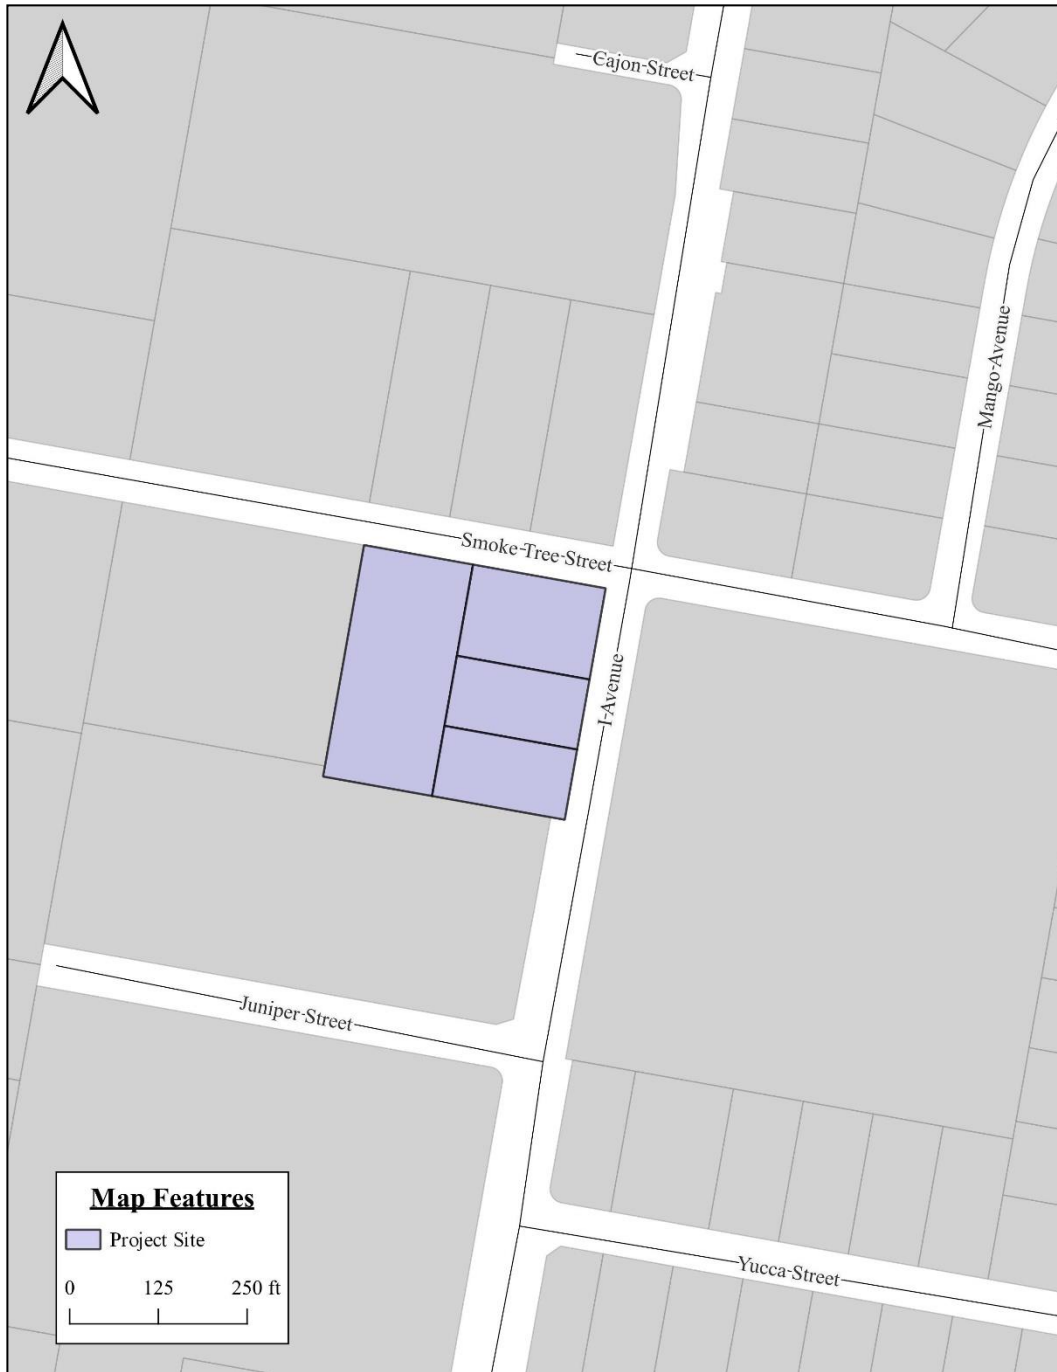 Cajon Street
Mango Avenue
Smoke Tree Street
I Avenue
Juniper Street
Map Features
Project Site
0 125 250 ft
Yucca Street